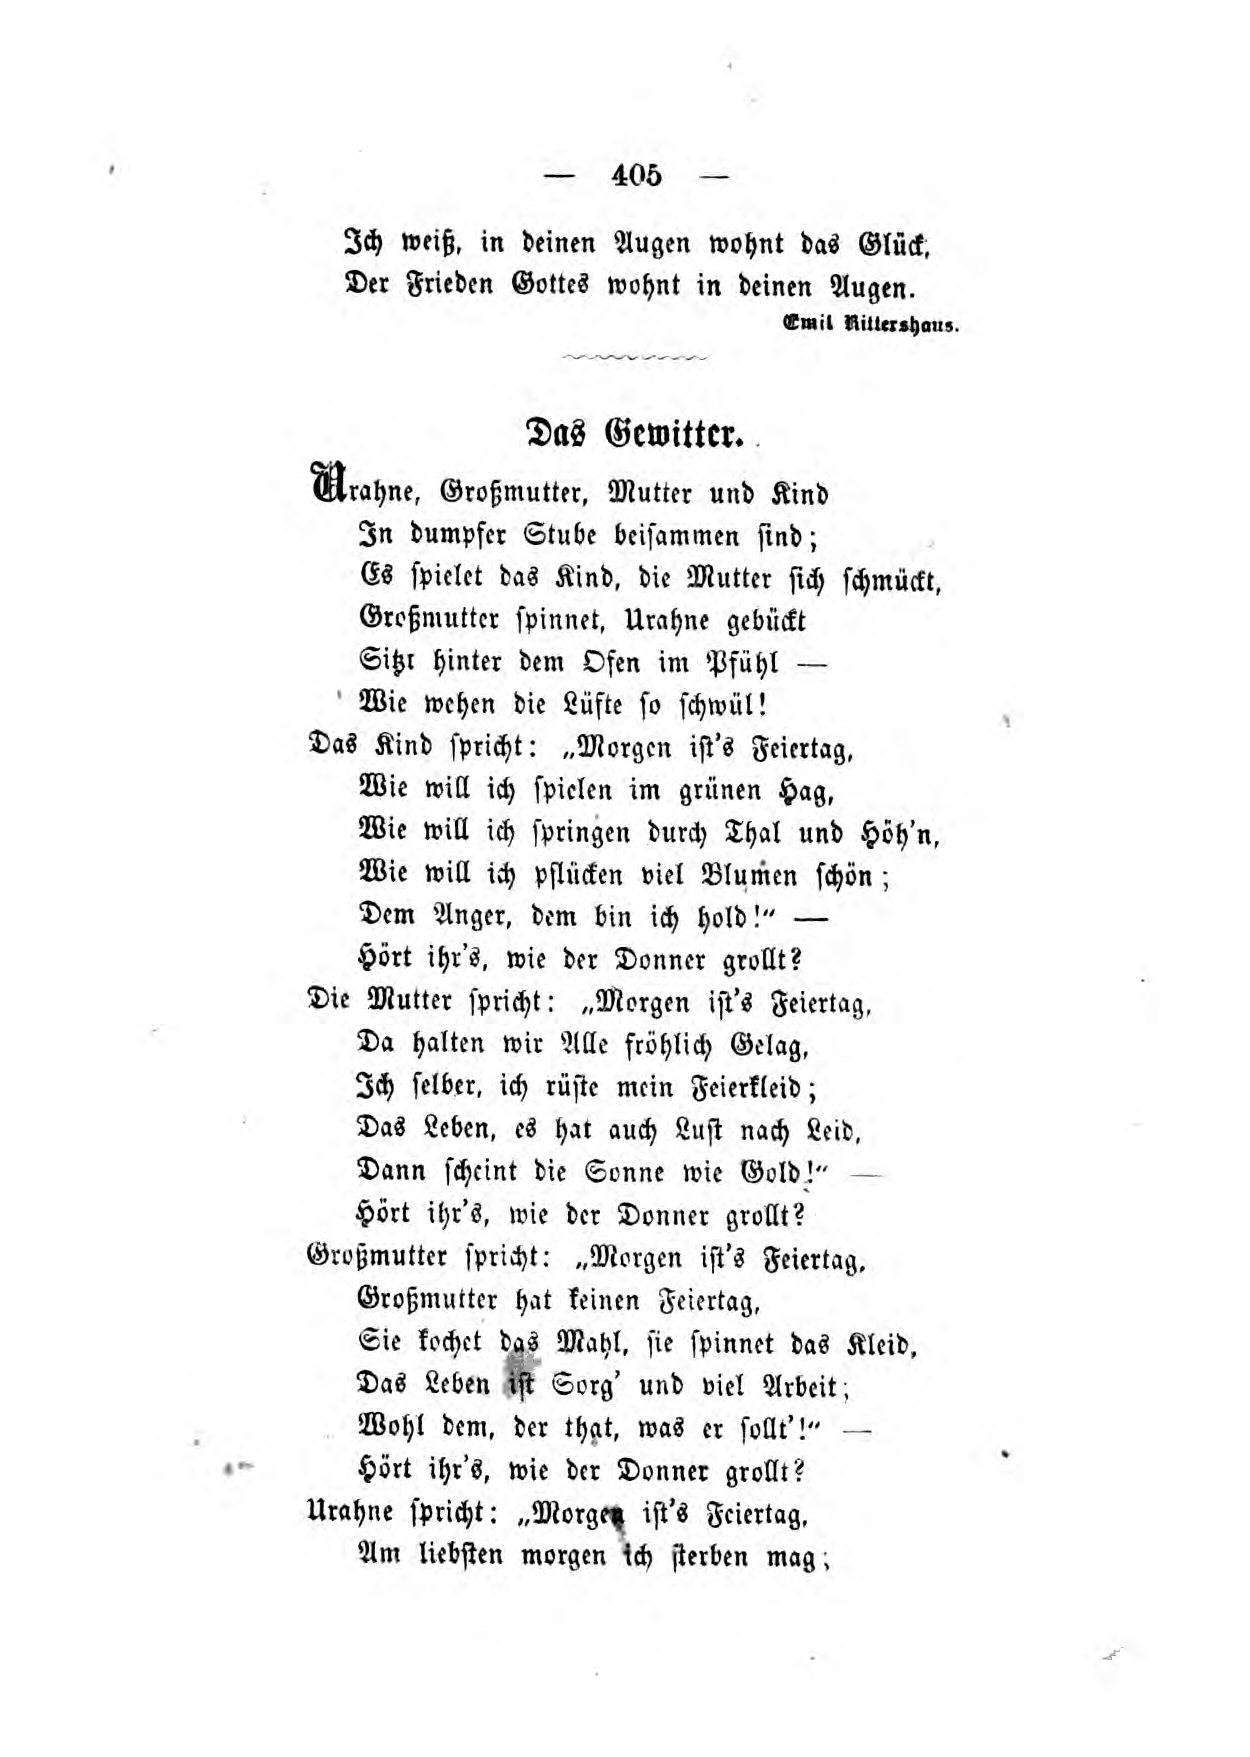 — 405 —
Ich weiß, in deinen Augen wohnt das Glück,
Der Frieden Gottes wohnt in deinen Augen.
Emil Rittershaus.
Das Gewitter.
Urahne, Großmutter, Mutter und Kind
In dumpfer Stube beisammen sind;
Es spielet das Kind, die Mutter sich schmückt,
Großmutter spinnet, Urahne gebückt
Sitzt hinter dem Ofen im Pfühl —
Wie wehen die Lüfte so schwül!
Das Kind spricht: „Morgen ist's Feiertag,
Wie will ich spielen im grünen Hag,
Wie will ich springen durch Thal und Höh'n,
Wie will ich pflücken viel Blumen schön;
Dem Anger, dem bin ich hold!“ —
Hört ihr's, wie der Donner grollt?
Die Mutter spricht: „Morgen ist's Feiertag,
Da halten wir Alle fröhlich Gelag,
Ich selber, ich rüste mein Feierkleid;
Das Leben, es hat auch Lust nach Leid,
Dann scheint die Sonne wie Gold!“ —
Hört ihr's, wie der Donner grollt?
Großmutter spricht: „Morgen ist's Feiertag,
Großmutter hat keinen Feiertag,
Sie kochet das Mahl, sie spinnet das Kleid,
Das Leben ist Sorg' und viel Arbeit;
Wohl dem, der that, was er sollt'!“ —
Hört ihr's, wie der Donner grollt?
Urahne spricht: „Morgen ist's Feiertag,
Am liebsten morgen ich sterben mag;